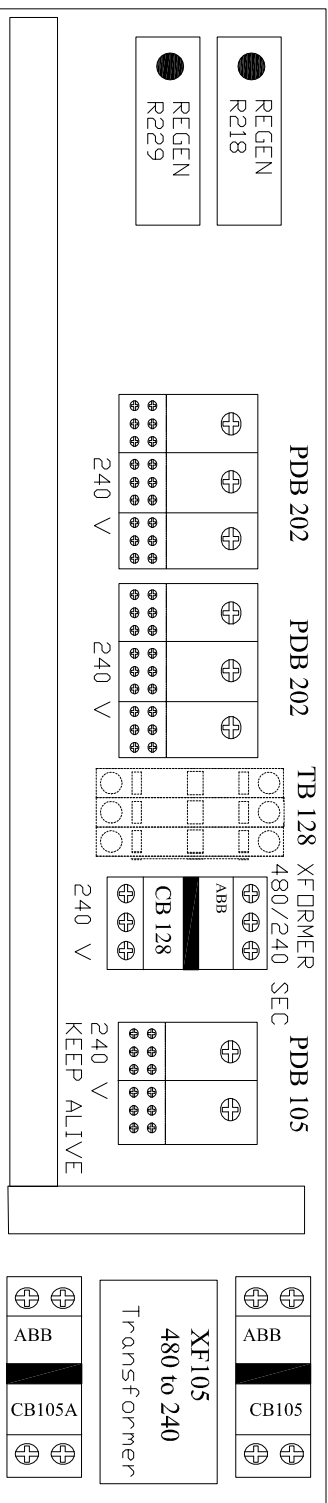 REGEN
R218
REGEN
R229
PDB 202
240 V
PDB 202
240 V
TB 128
XFORMER
480/240 SEC
ABB
CB 128
240 V
PDB 105
240 V
KEEP ALIVE
ABB
CB105
XF105
480 to 240
Transformer
ABB
CB105A